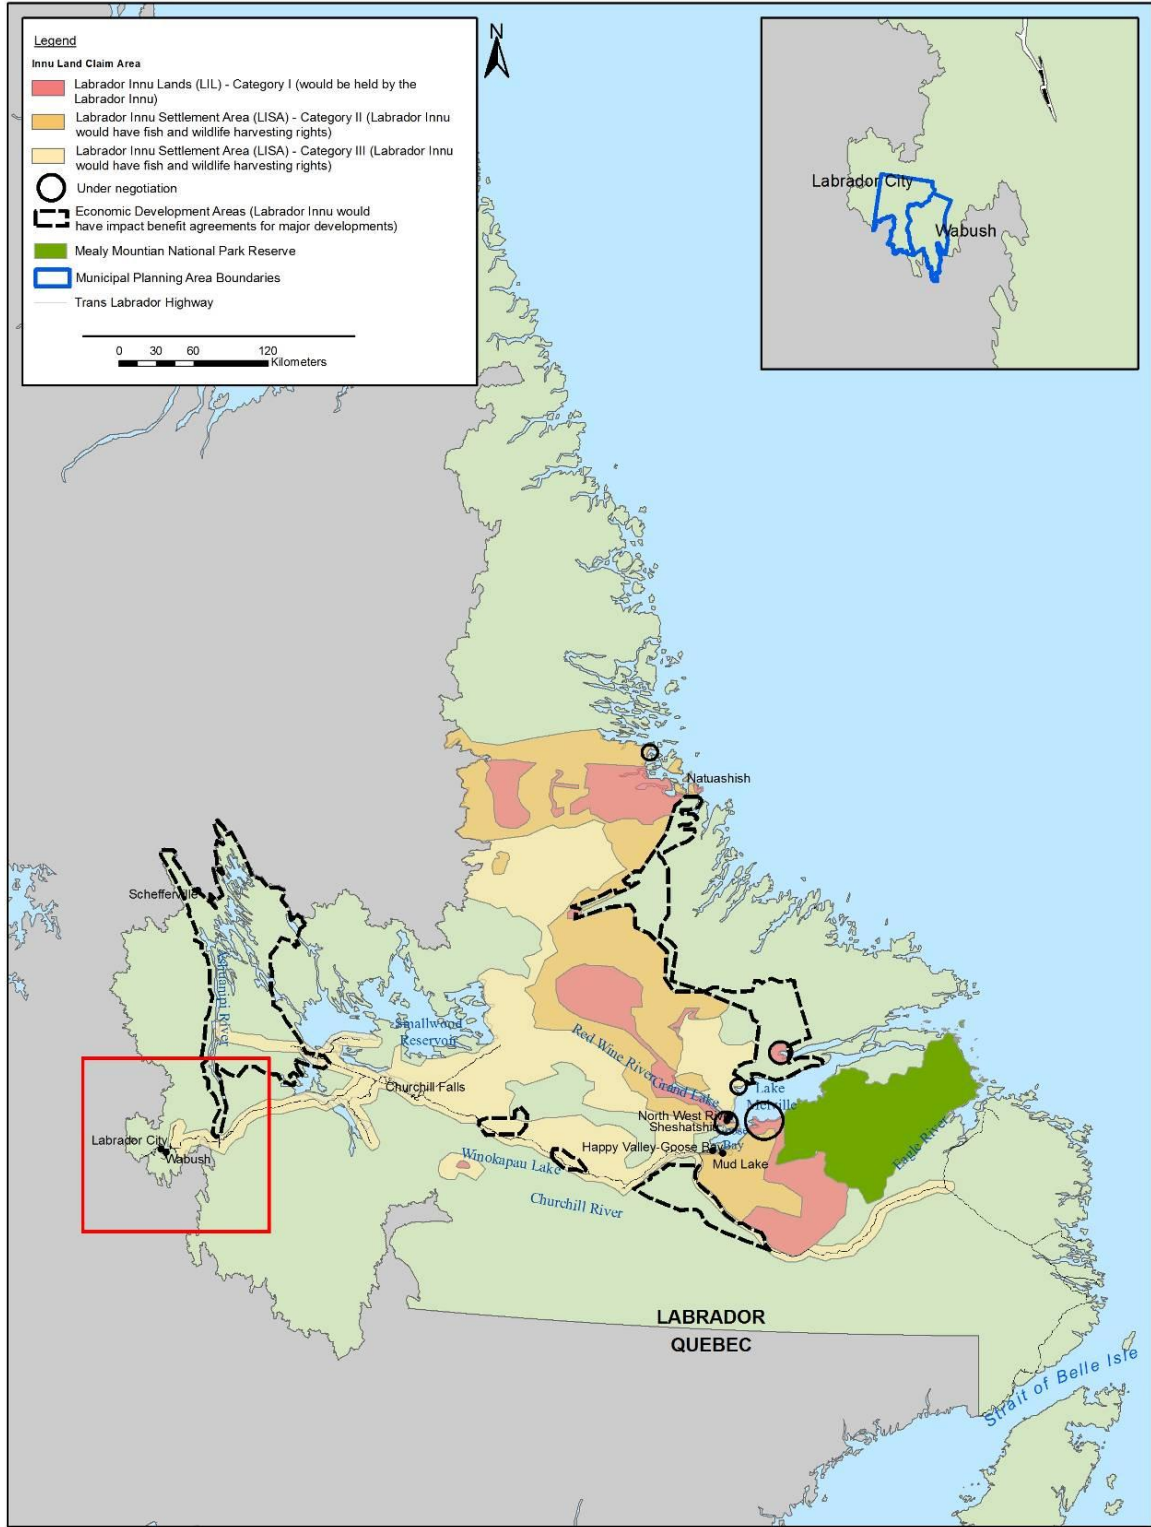 Legend
Innu Land Claim Area
Labrador Innu Lands (LIL) - Category I (would be held by the
Labrador Innu)
Labrador Innu Settlement Area (LISA) - Category II (Labrador Innu
would have fish and wildlife harvesting rights)
Labrador Innu Settlement Area (LISA) - Category III (Labrador Innu
would have fish and wildlife harvesting rights)
Under negotiation
Economic Development Areas (Labrador Innu would
have impact benefit agreements for major developments)
Mealy Mountian National Park Reserve
Municipal Planning Area Boundaries
Trans Labrador Highway
0 30 60 120
Kilometers
N
Labrador City
Wabush
Natuashish
Schefferville
Ashuanipi River
Smallwood
Reservoir
Red Wine River
Churchill Falls
Grand Lake
Lake
Melville
North West River
Sheshatshiu
Goose
Bay
Happy Valley-Goose Bay
Mud Lake
Labrador City
Wabush
Winokapau Lake
Churchill River
Eagle River
LABRADOR
QUEBEC
Strait of Belle Isle